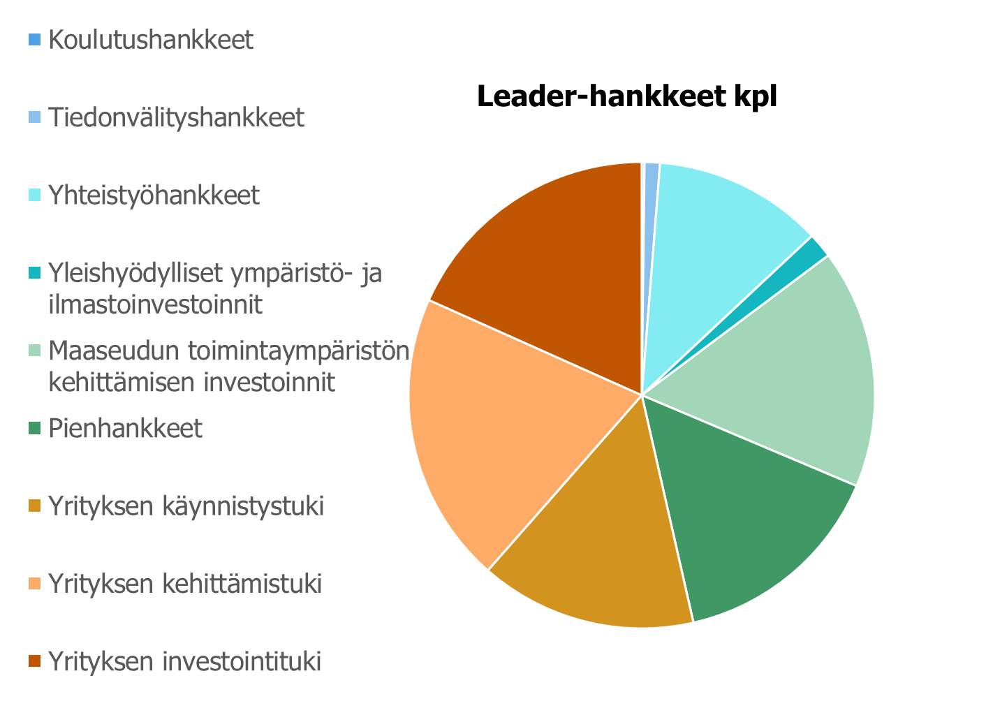 Koulutushankkeet
Leader-hankkeet kpl
Tiedonvälityshankkeet
Yhteistyöhankkeet
Yleishyödylliset ympäristö- ja
ilmastoinvestoinnit
Maaseudun toimintaympäristön
kehittämisen investoinnit
Pienhankkeet
Yrityksen käynnistystuki
Yrityksen kehittämistuki
Yrityksen investointituki